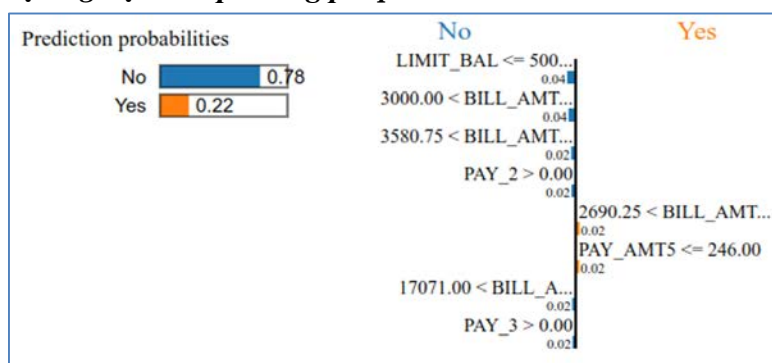 Prediction probabilities
No 0.78
Yes 0.22
No Yes
LIMIT_BAL <= 500...
0.04
3000.00 < BILL_AMT...
0.04
3580.75 < BILL_AMT...
0.02
PAY_2 > 0.00
0.02
2690.25 < BILL_AMT...
0.02
PAY_AMT5 <= 246.00
0.02
17071.00 < BILL_A...
0.02
PAY_3 > 0.00
0.02